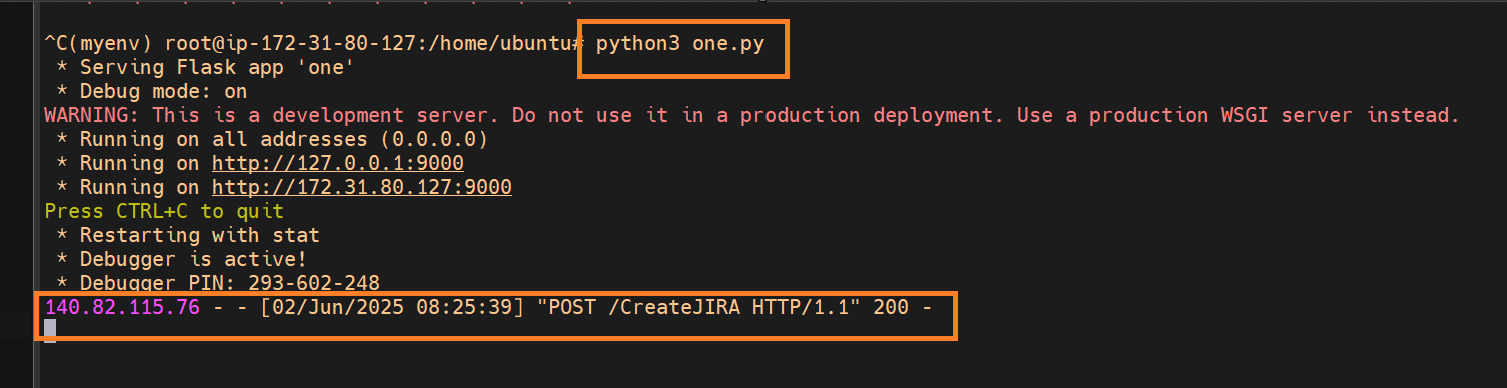 ^C(myenv) root@ip-172-31-80-127:/home/ubuntu# python3 one.py
* Serving Flask app 'one'
* Debug mode: on
WARNING: This is a development server. Do not use it in a production deployment. Use a production WSGI server instead.
* Running on all addresses (0.0.0.0)
* Running on http://127.0.0.1:9000
* Running on http://172.31.80.127:9000
Press CTRL+C to quit
* Restarting with stat
* Debugger is active!
* Debugger PIN: 293-602-248
140.82.115.76 - - [02/Jun/2025 08:25:39] "POST /CreateJIRA HTTP/1.1" 200 -